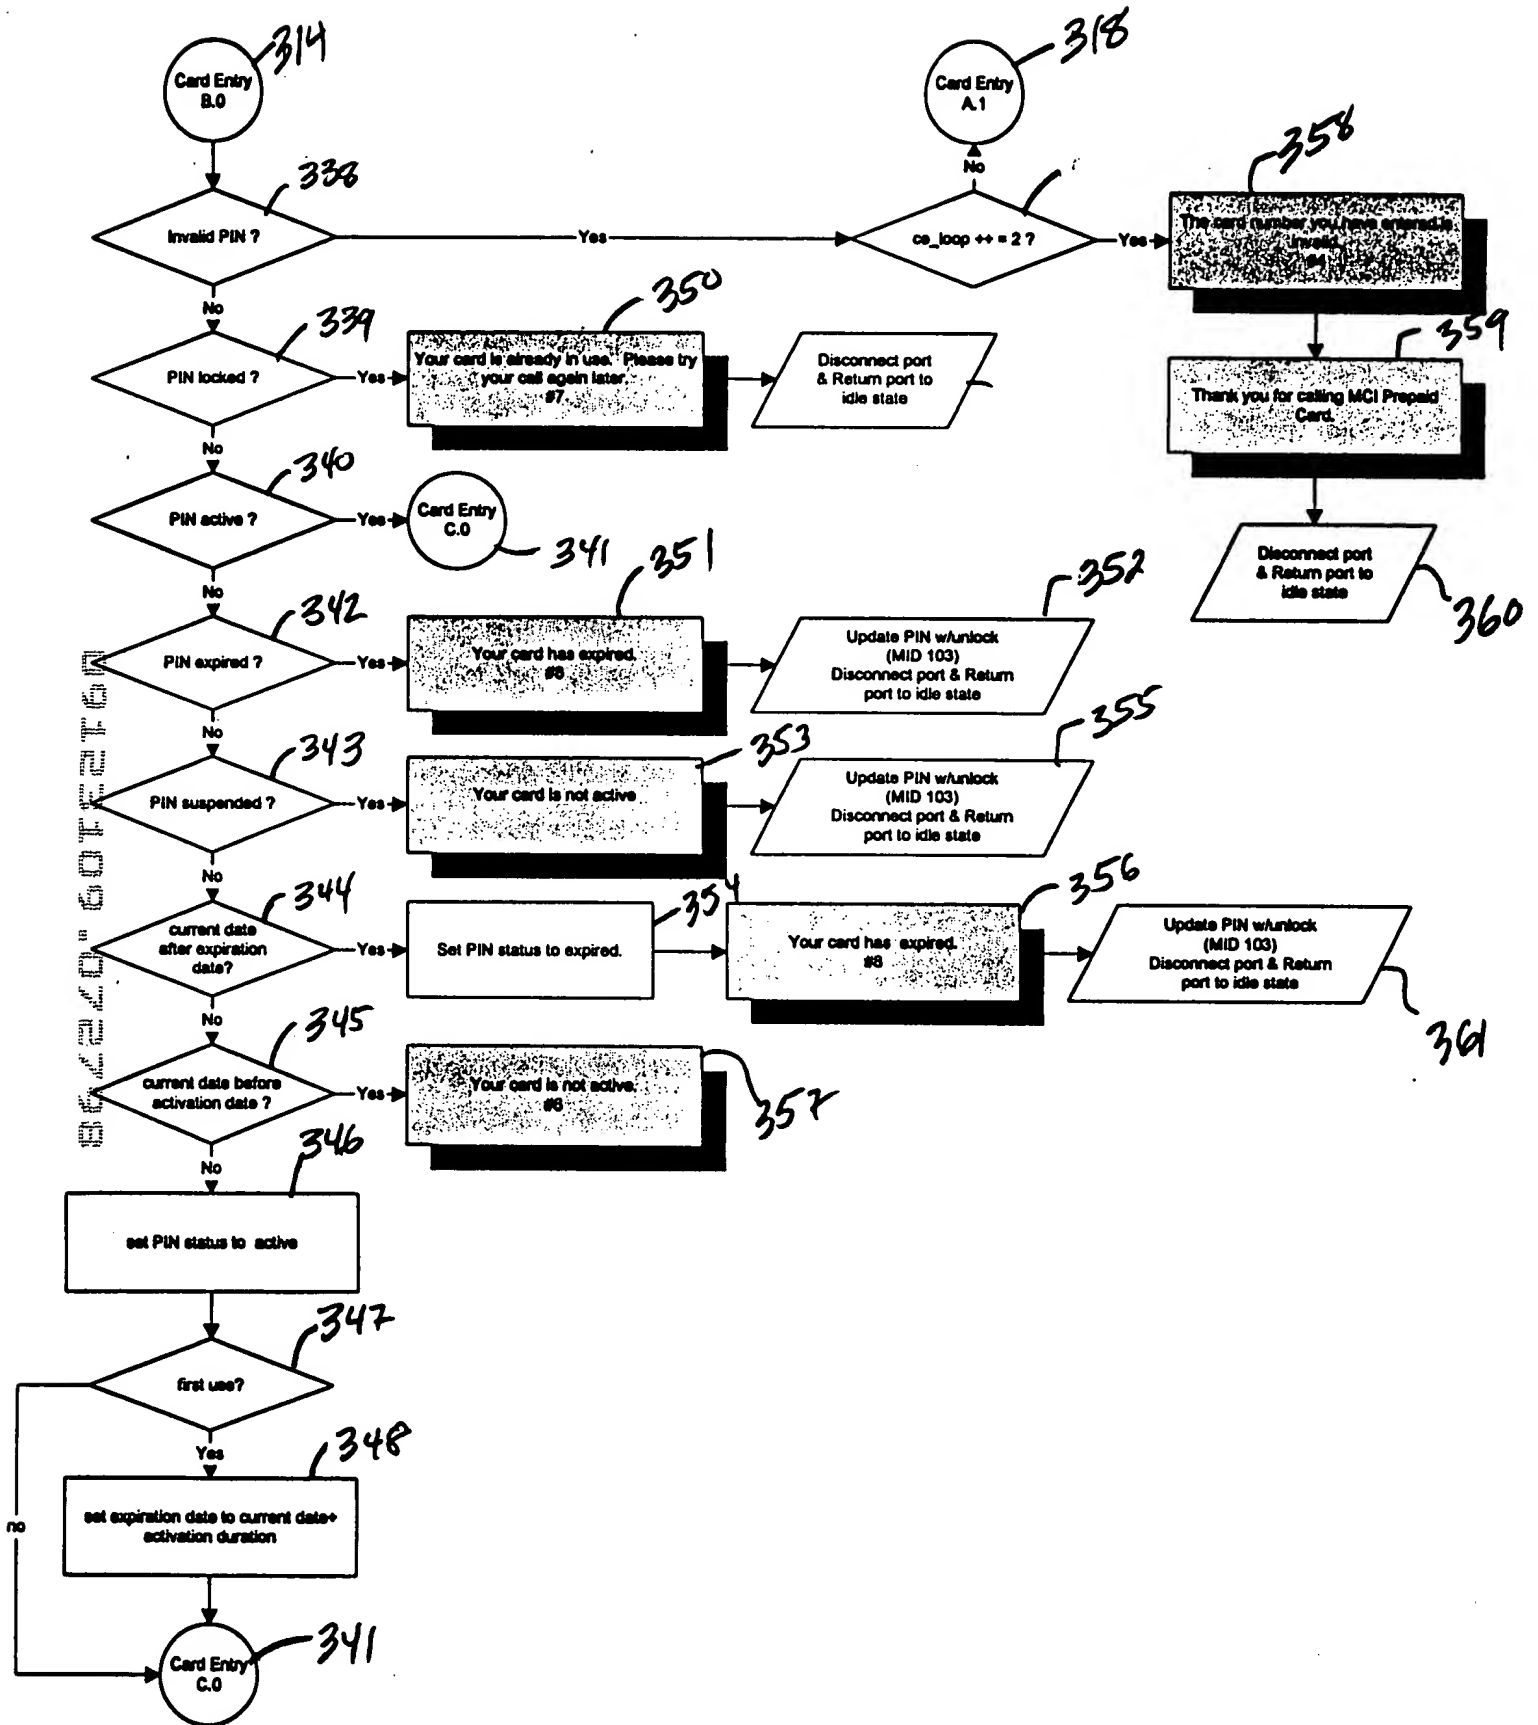 314
Card Entry
B.0
318
Card Entry
A.1
No
338
Invalid PIN ?
Yes
ce_loop ++ = 2 ?
Yes
358
The card number you have entered is
invalid.
#4
No
339
PIN locked ?
Yes
350
Your card is already in use. Please try
your call again later.
#7
Disconnect port
& Return port to
idle state
359
Thank you for calling MCI Prepaid
Card.
No
340
PIN active ?
Yes
Card Entry
C.0
341
Disconnect port
& Return port to
idle state
360
No
342
PIN expired ?
Yes
351
Your card has expired.
352
Update PIN w/unlock
(MID 103)
Disconnect port & Return
port to idle state
No
343
PIN suspended ?
Yes
353
Your card is not active
355
Update PIN w/unlock
(MID 103)
Disconnect port & Return
port to idle state
No
344
current date
after expiration
date?
Yes
Set PIN status to expired.
354
356
Your card has expired.
#8
Update PIN w/unlock
(MID 103)
Disconnect port & Return
port to idle state
361
No
345
current date before
activation date ?
Yes
Your card is not active.
#6
357
No
346
set PIN status to active
347
first use?
Yes
no
348
set expiration date to current date+
activation duration
Card Entry
C.0
341